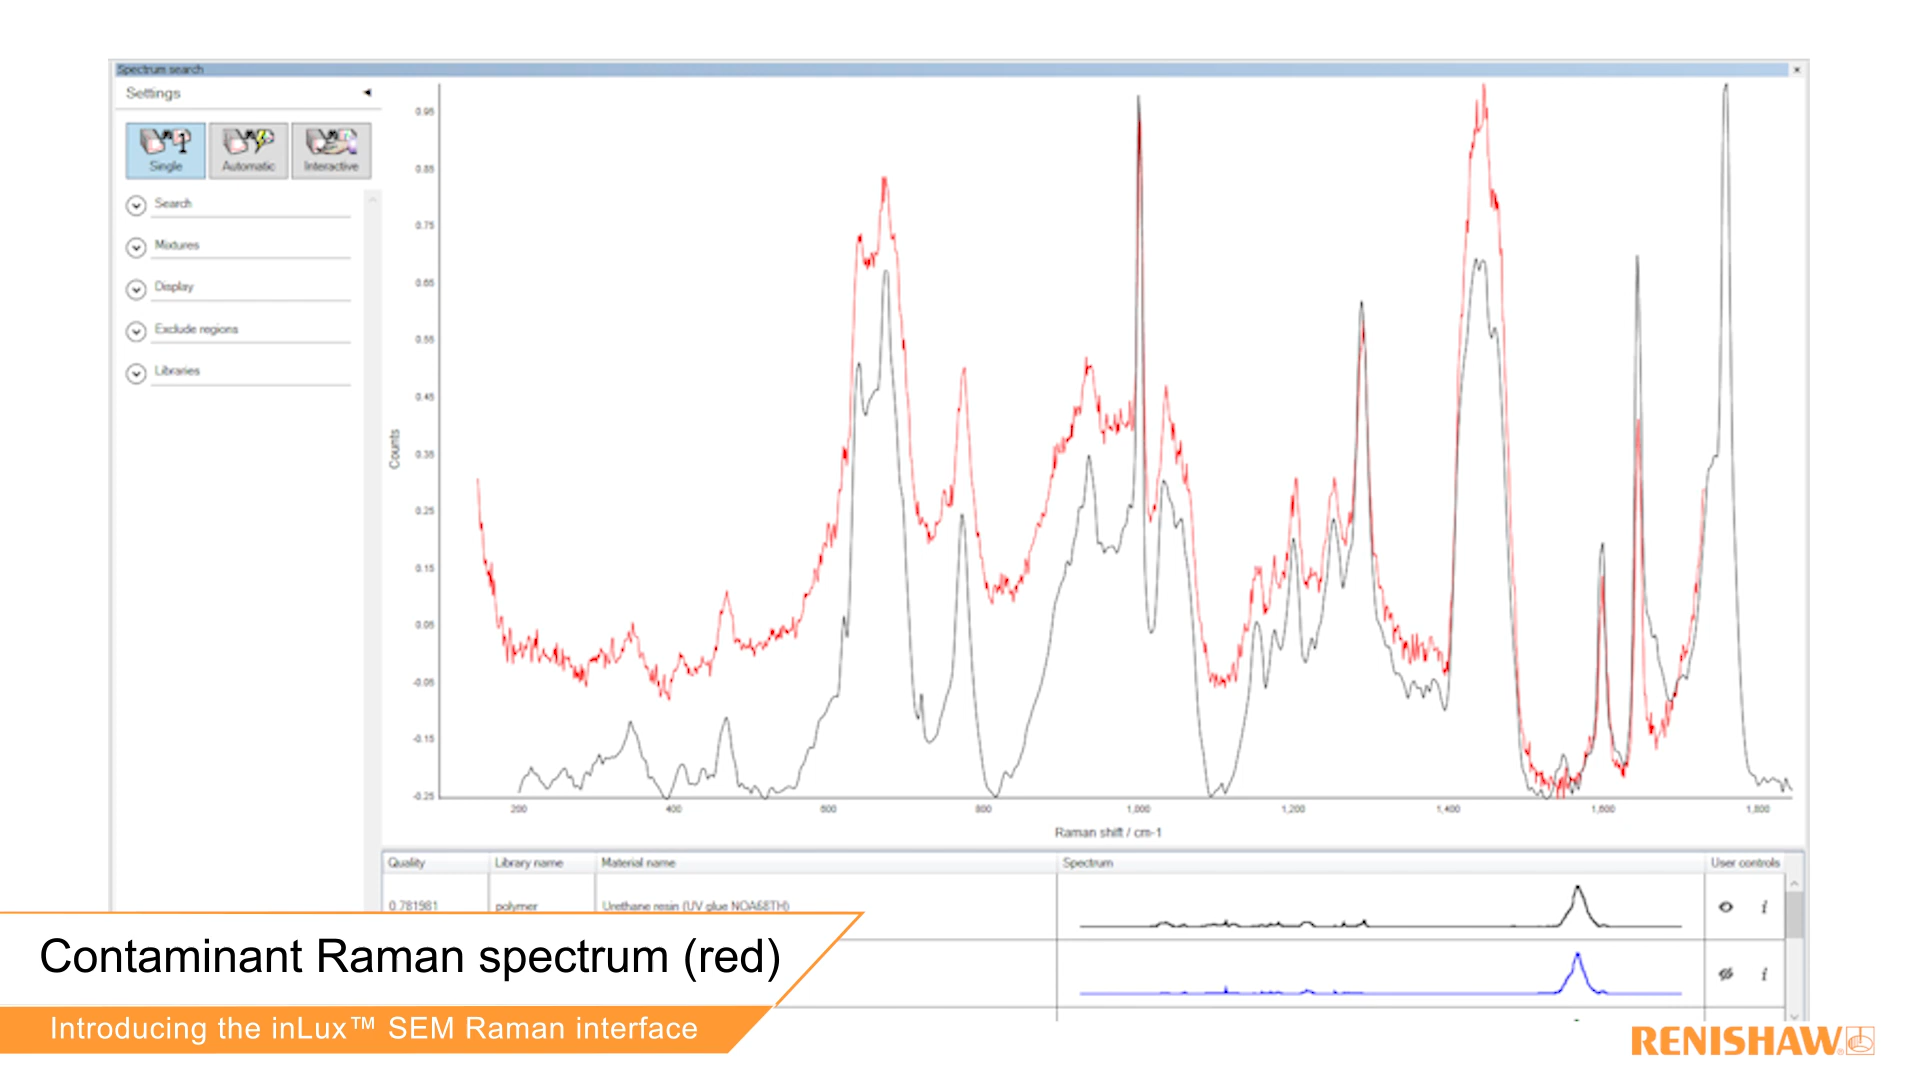 Spectrum search
Settings
Single Automatic Interactive
Search
Mixtures
Display
Exclude regions
Libraries
Counts
0.95
0.85
0.75
0.65
0.55
0.45
0.35
0.25
0.15
0.05
-0.05
-0.15
-0.25
200 400 600 800 1,000 1,200 1,400 1,600 1,800
Raman shift / cm-1
Quality Library name Material name Spectrum User controls
0.781981 polymer Urethane resin (UV glue NOA68TH)
i
i
Contaminant Raman spectrum (red)
Introducing the inLux™ SEM Raman interface
RENISHAW